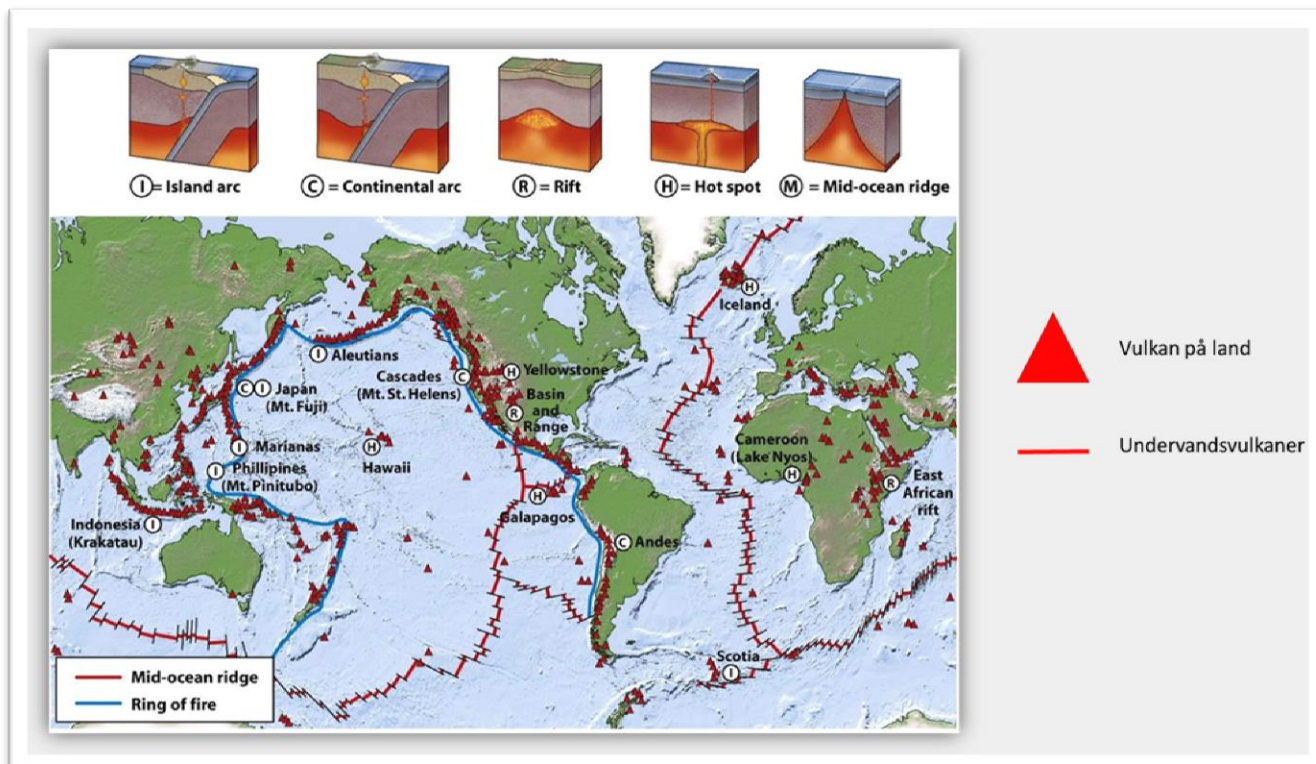 I = Island arc
C = Continental arc
R = Rift
H = Hot spot
M = Mid-ocean ridge
H
Iceland
I Aleutians
Cascades
(Mt. St. Helens)
C
H Yellowstone
Basin
and
Range
R
C I Japan
(Mt. Fuji)
I Marianas
I Phillipines
(Mt. Pinitubo)
H
Hawaii
Indonesia
(Krakatau)
I
H
Galapagos
C Andes
Cameroon
(Lake Nyos)
H
R
East
African
rift
Scotia
I
Mid-ocean ridge
Ring of fire
Vulkan på land
Undervandsvulkaner